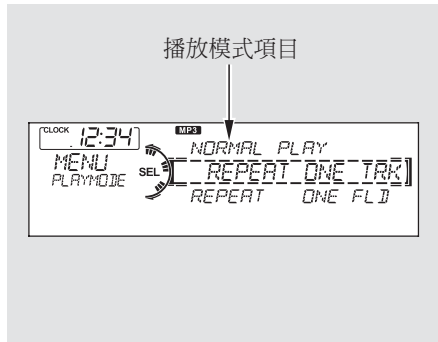 播放模式項目
CLOCK 12:34 MP3 NORMAL PLAY
MENU SEL REPEAT ONE TRK
PLAYMODE
REPEAT ONE FLD